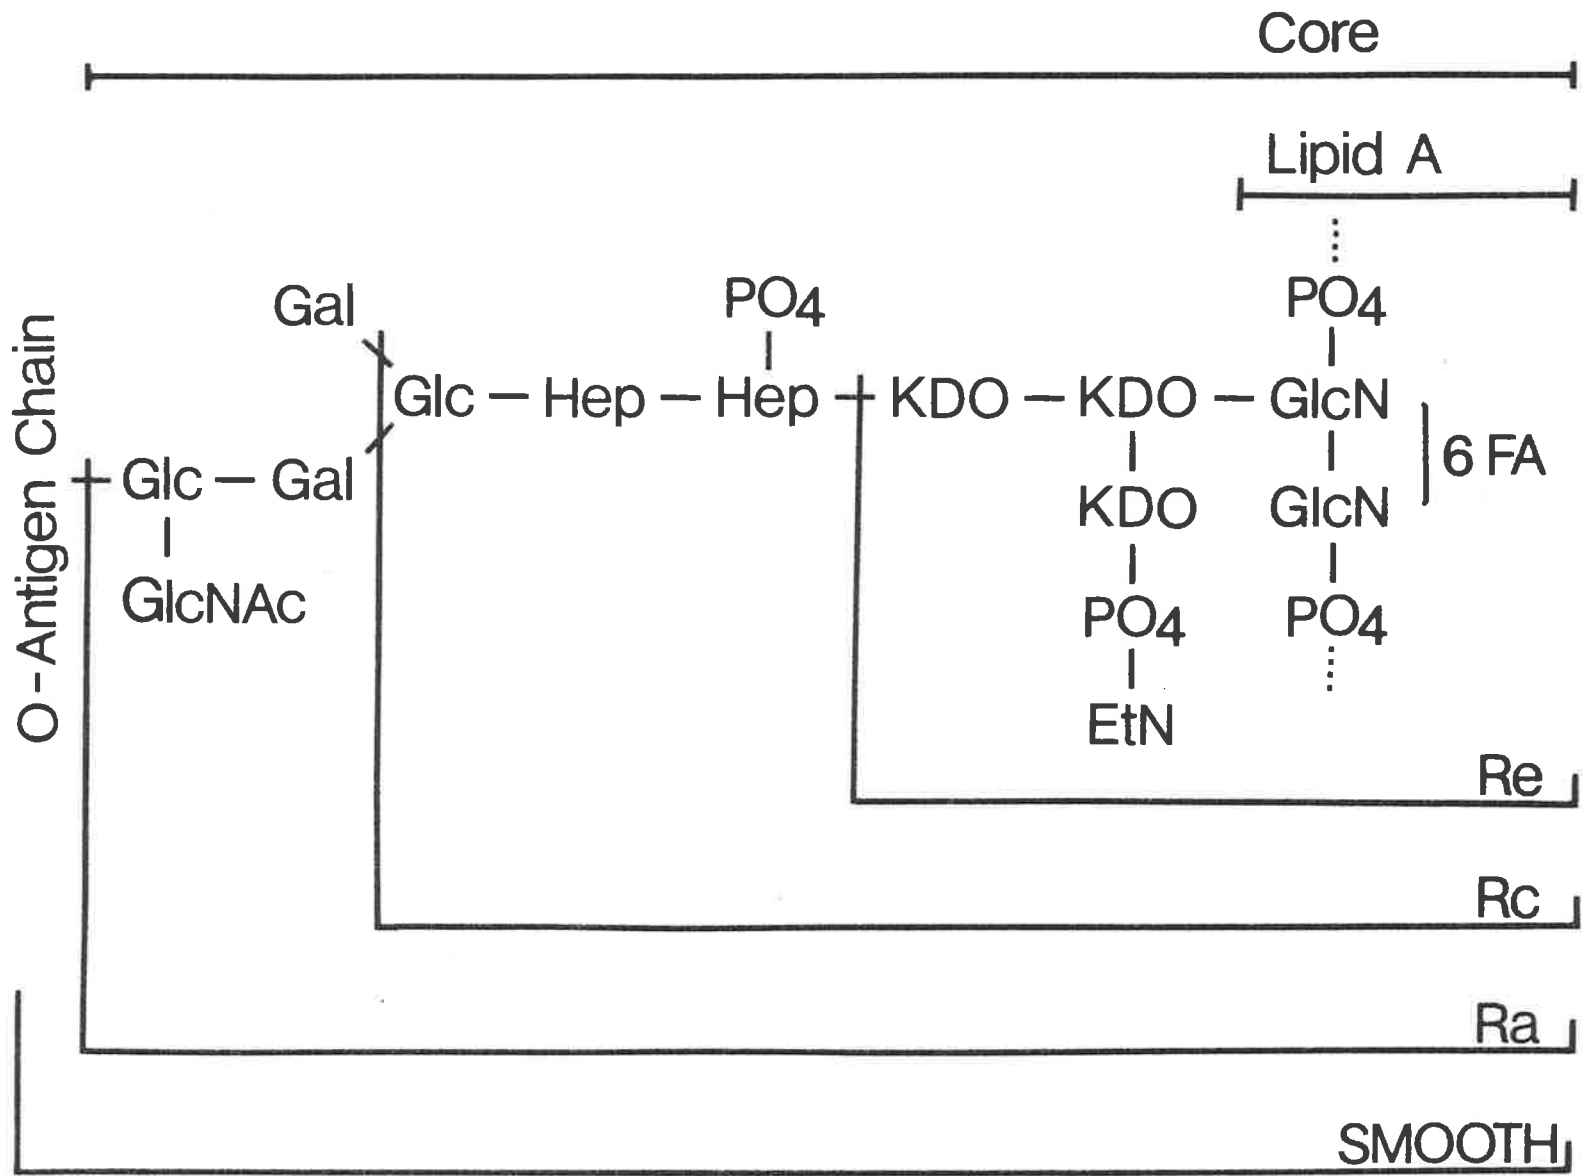 Core
Lipid A
O-Antigen Chain
Gal PO4 PO4
Glc — Hep — Hep — KDO — KDO — GlcN
6 FA
Glc — Gal
KDO GlcN
GlcNAc PO4 PO4
EtN
Re
Rc
Ra
SMOOTH